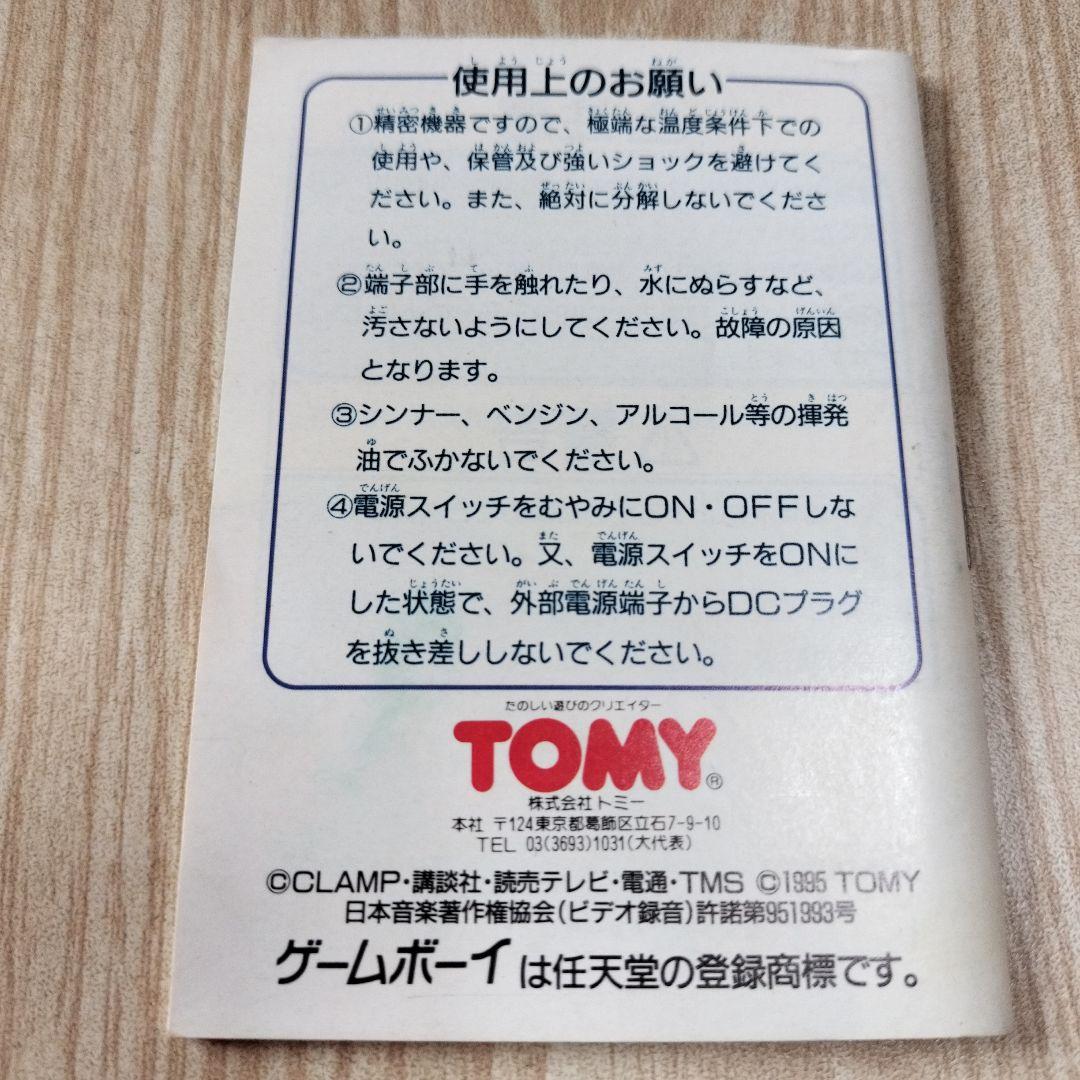 使用上のお願い
①精密機器ですので、極端な温度条件下での
使用や、保管及び強いショックを避けてく
ださい。また、絶対に分解しないでくださ
い。
②端子部に手を触れたり、水にぬらすなど、
汚さないようにしてください。故障の原因
となります。
③シンナー、ベンジン、アルコール等の揮発
油でふかないでください。
④電源スイッチをむやみにON・OFFしな
いでください。又、電源スイッチをONに
した状態で、外部電源端子からDCプラグ
を抜き差ししないでください。
たのしい遊びのクリエイター
TOMY®
株式会社トミー
本社 〒124東京都葛飾区立石7-9-10
TEL 03(3693)1031(大代表)
©CLAMP・講談社・読売テレビ・電通・TMS ©1995 TOMY
日本音楽著作権協会(ビデオ録音)許諾第951993号
ゲームボーイは任天堂の登録商標です。